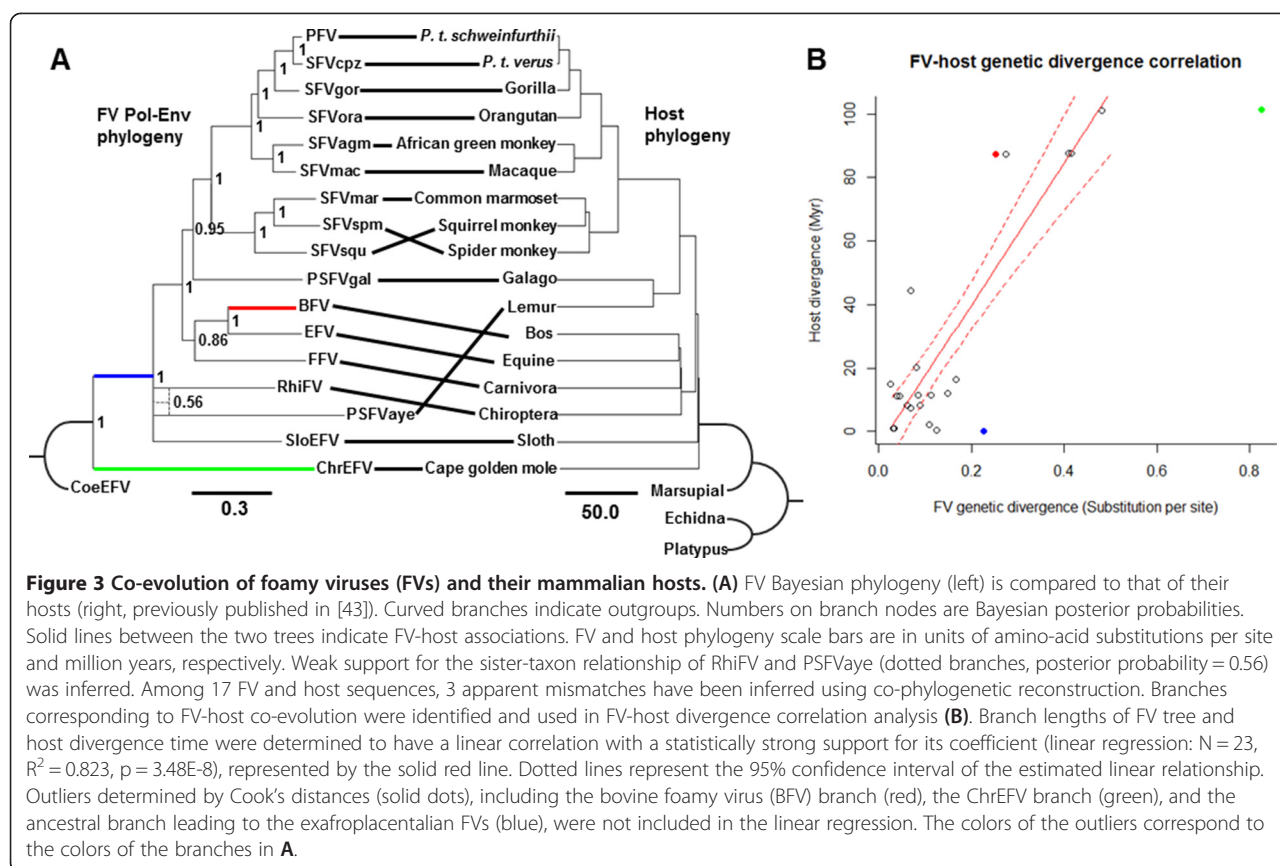 A
FV Pol-Env
phylogeny
Host
phylogeny
PFV
P. t. schweinfurthii
SFVcpz
P. t. verus
SFVgor
Gorilla
SFVora
Orangutan
SFVagm
African green monkey
SFVmac
Macaque
SFVmar
Common marmoset
SFVspm
Squirrel monkey
SFVsqu
Spider monkey
PSFVgal
Galago
BFV
Lemur
EFV
Bos
FFV
Equine
RhiFV
Carnivora
PSFVaye
Chiroptera
SloEFV
Sloth
ChrEFV
Cape golden mole
CoeEFV
Marsupial
Echidna
Platypus
1
1
1
1
1
1
1
0.95
1
1
1
1
0.86
1
0.56
1
0.3
50.0
B
FV-host genetic divergence correlation
Host divergence (Myr)
100
80
60
40
20
0
0.0 0.2 0.4 0.6 0.8
FV genetic divergence (Substitution per site)
Figure 3 Co-evolution of foamy viruses (FVs) and their mammalian hosts. (A) FV Bayesian phylogeny (left) is compared to that of their
hosts (right, previously published in [43]). Curved branches indicate outgroups. Numbers on branch nodes are Bayesian posterior probabilities.
Solid lines between the two trees indicate FV-host associations. FV and host phylogeny scale bars are in units of amino-acid substitutions per site
and million years, respectively. Weak support for the sister-taxon relationship of RhiFV and PSFVaye (dotted branches, posterior probability = 0.56)
was inferred. Among 17 FV and host sequences, 3 apparent mismatches have been inferred using co-phylogenetic reconstruction. Branches
corresponding to FV-host co-evolution were identified and used in FV-host divergence correlation analysis (B). Branch lengths of FV tree and
host divergence time were determined to have a linear correlation with a statistically strong support for its coefficient (linear regression: N = 23,
R² = 0.823, p = 3.48E-8), represented by the solid red line. Dotted lines represent the 95% confidence interval of the estimated linear relationship.
Outliers determined by Cook's distances (solid dots), including the bovine foamy virus (BFV) branch (red), the ChrEFV branch (green), and the
ancestral branch leading to the exafroplacentalian FVs (blue), were not included in the linear regression. The colors of the outliers correspond to
the colors of the branches in A.